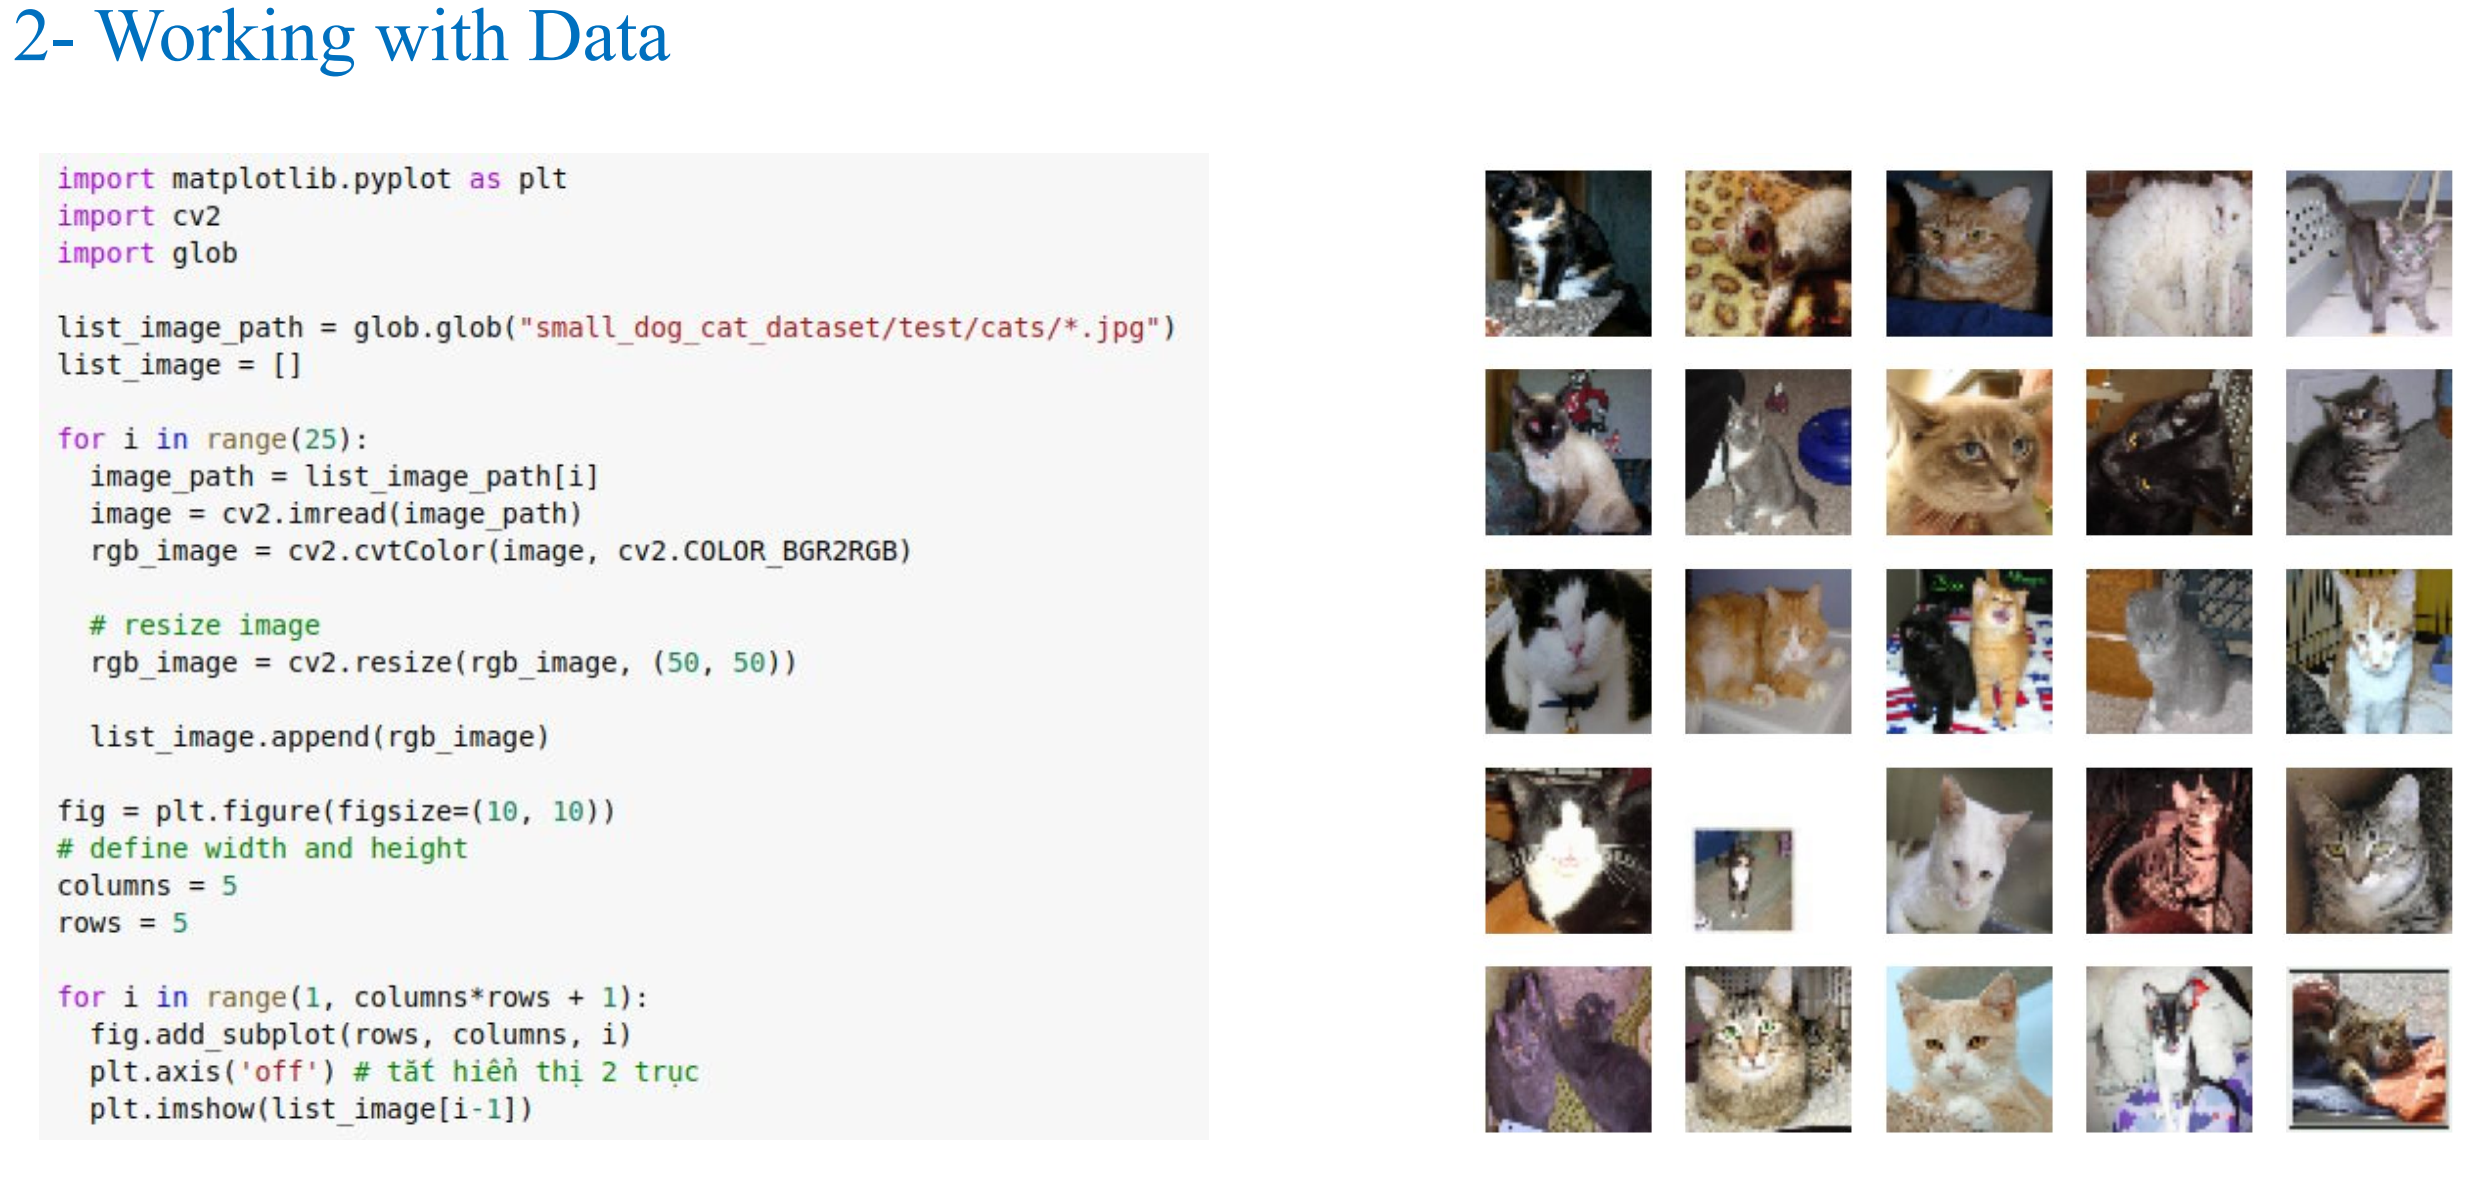 2- Working with Data
import matplotlib.pyplot as plt
import cv2
import glob
list_image_path = glob.glob("small_dog_cat_dataset/test/cats/*.jpg")
list_image = []
for i in range(25):
  image_path = list_image_path[i]
  image = cv2.imread(image_path)
  rgb_image = cv2.cvtColor(image, cv2.COLOR_BGR2RGB)
  # resize image
  rgb_image = cv2.resize(rgb_image, (50, 50))
  list_image.append(rgb_image)
fig = plt.figure(figsize=(10, 10))
# define width and height
columns = 5
rows = 5
for i in range(1, columns*rows + 1):
  fig.add_subplot(rows, columns, i)
  plt.axis('off') # tắt hiển thị 2 trục
  plt.imshow(list_image[i-1])